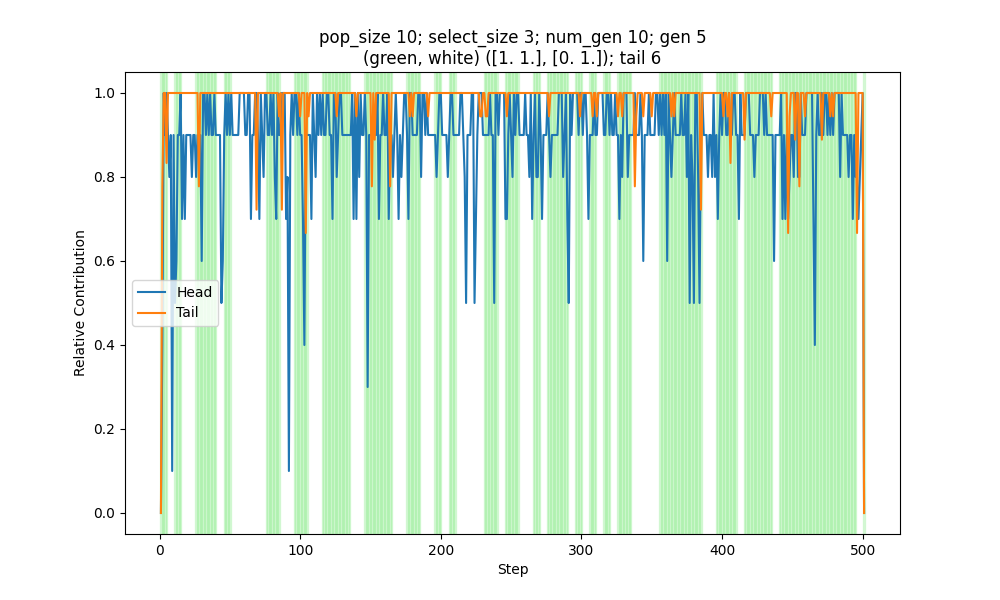 pop_size 10; select_size 3; num_gen 10; gen 5
(green, white) ([1. 1.], [0. 1.]); tail 6
1.0
0.8
0.6
0.4
0.2
0.0
Relative Contribution
Head
Tail
0
100
200
300
400
500
Step